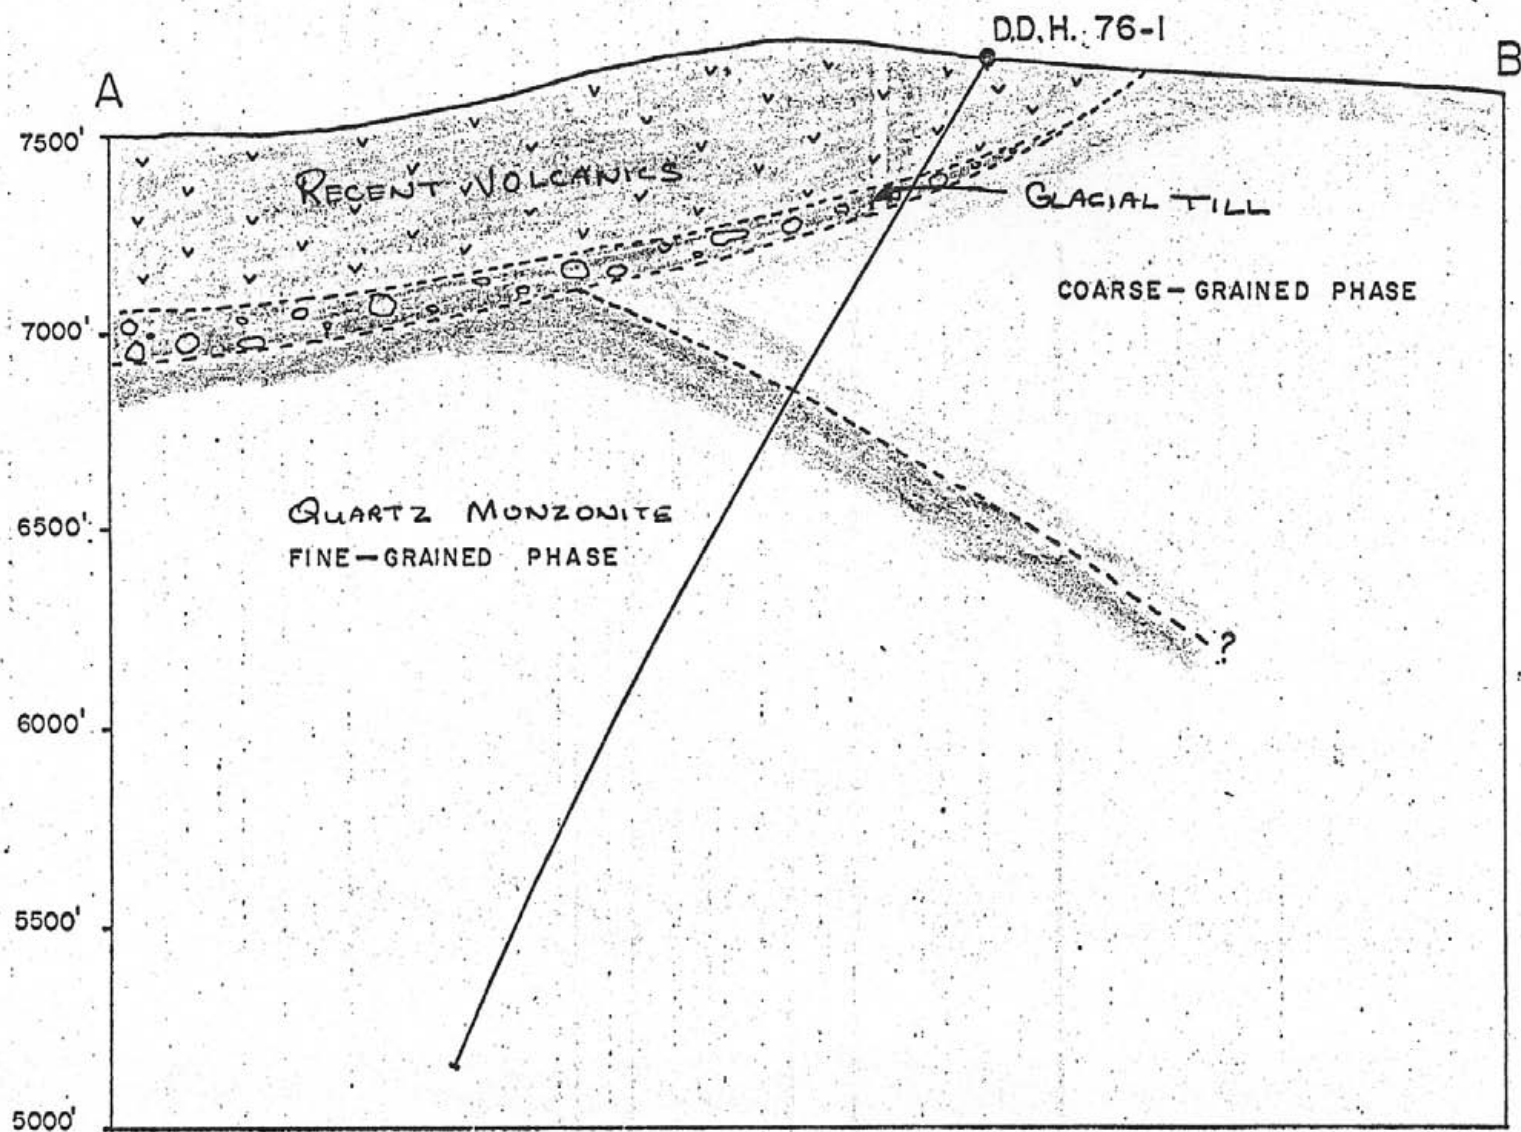 D.D.H. 76-1
A
B
7500'
RECENT VOLCANICS
GLACIAL TILL
COARSE-GRAINED PHASE
7000'
QUARTZ MONZONITE
6500'
FINE-GRAINED PHASE
?
6000'
5500'
5000'